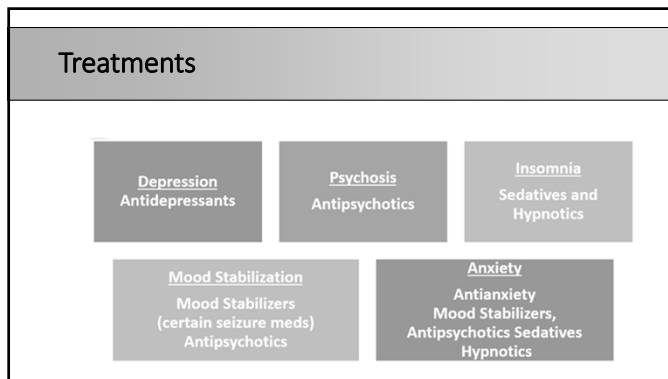 Treatments
Depression
Antidepressants
Psychosis
Antipsychotics
Insomnia
Sedatives and
Hypnotics
Mood Stabilization
Mood Stabilizers
(certain seizure meds)
Antipsychotics
Anxiety
Antianxiety
Mood Stabilizers,
Antipsychotics Sedatives
Hypnotics